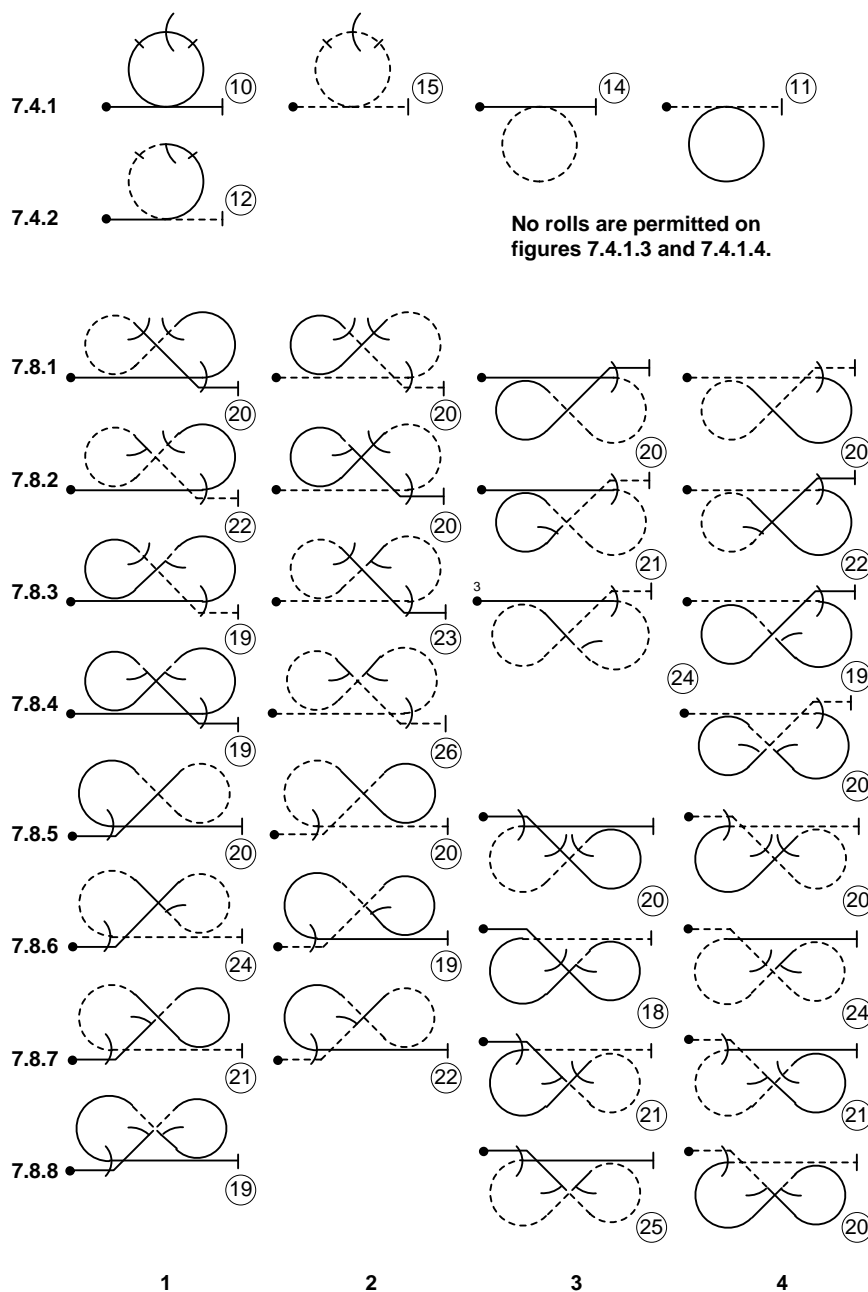 7.4.1 10 15 14 11
7.4.2 12
No rolls are permitted on
figures 7.4.1.3 and 7.4.1.4.
7.8.1 20 20 20 20
7.8.2 22 20 21 22
7.8.3 3 19 23 19
7.8.4 24 19 26 20
7.8.5 20 20 20 20
7.8.6 24 19 18 24
7.8.7 21 22 21 21
7.8.8 19 25 20
1 2 3 4